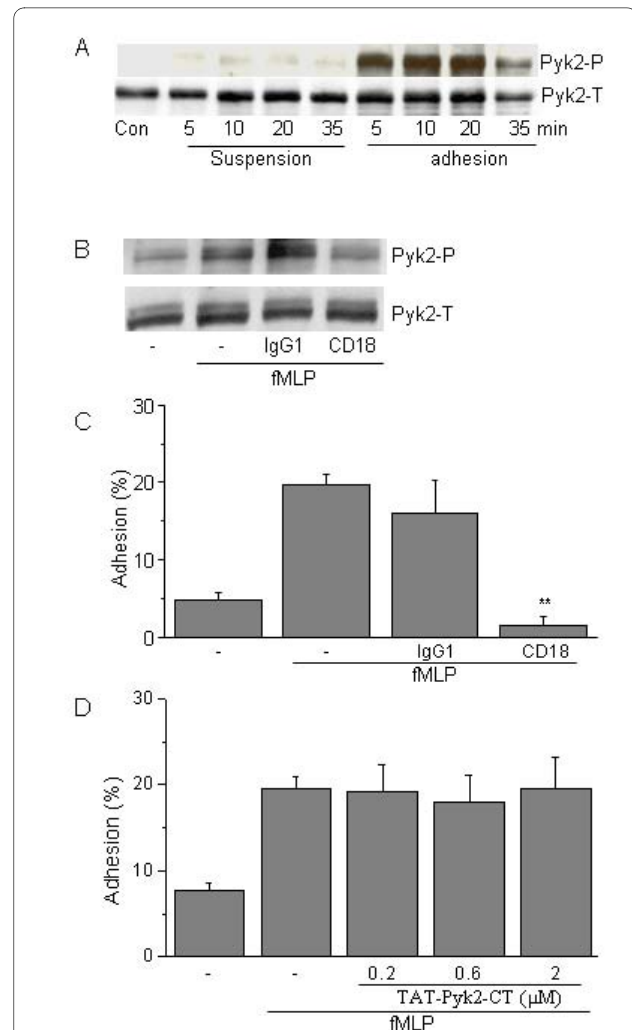 A
Pyk2-P
Pyk2-T
Con 5 10 20 35 5 10 20 35 min
Suspension adhesion
B
Pyk2-P
Pyk2-T
- - IgG1 CD18
fMLP
C
Adhesion (%)
30
20
10
0
**
- - IgG1 CD18
fMLP
D
Adhesion (%)
30
20
10
0
- - 0.2 0.6 2
TAT-Pyk2-CT (μM)
fMLP